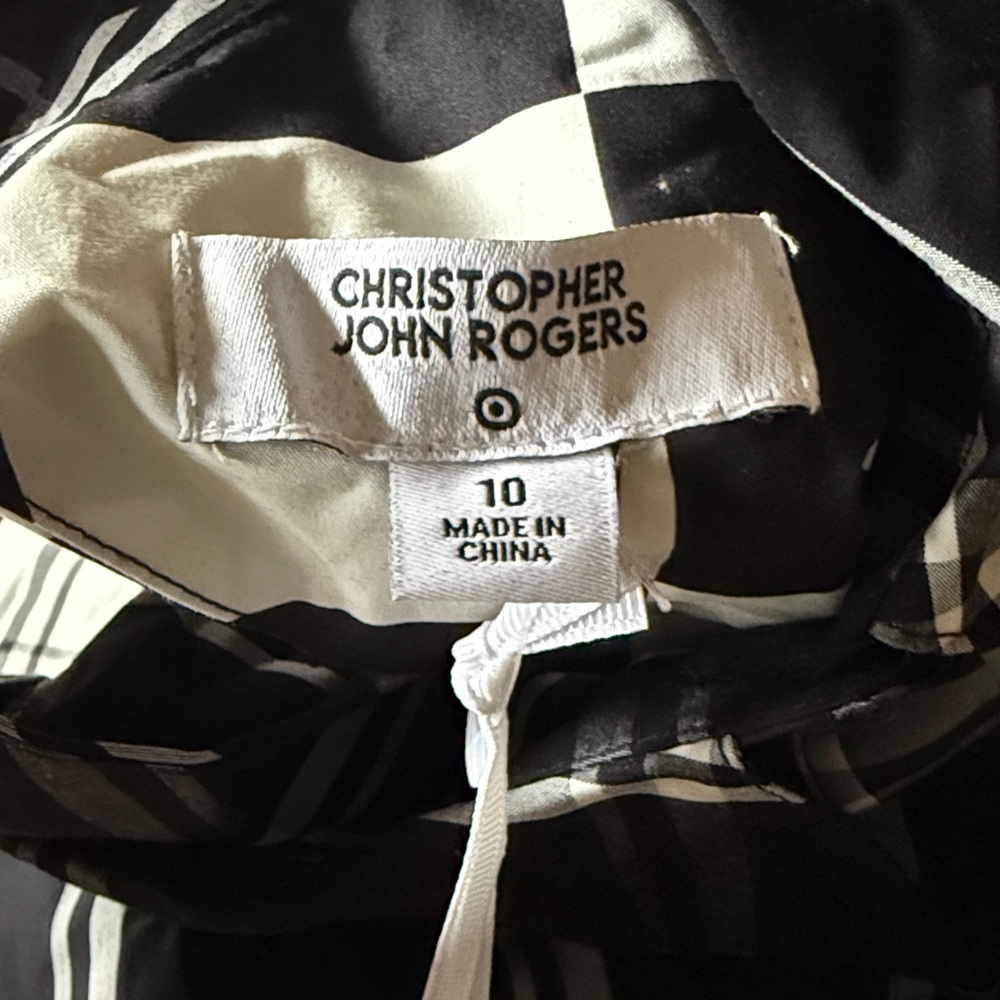 CHRISTOPHER
JOHN ROGERS
10
MADE IN
CHINA